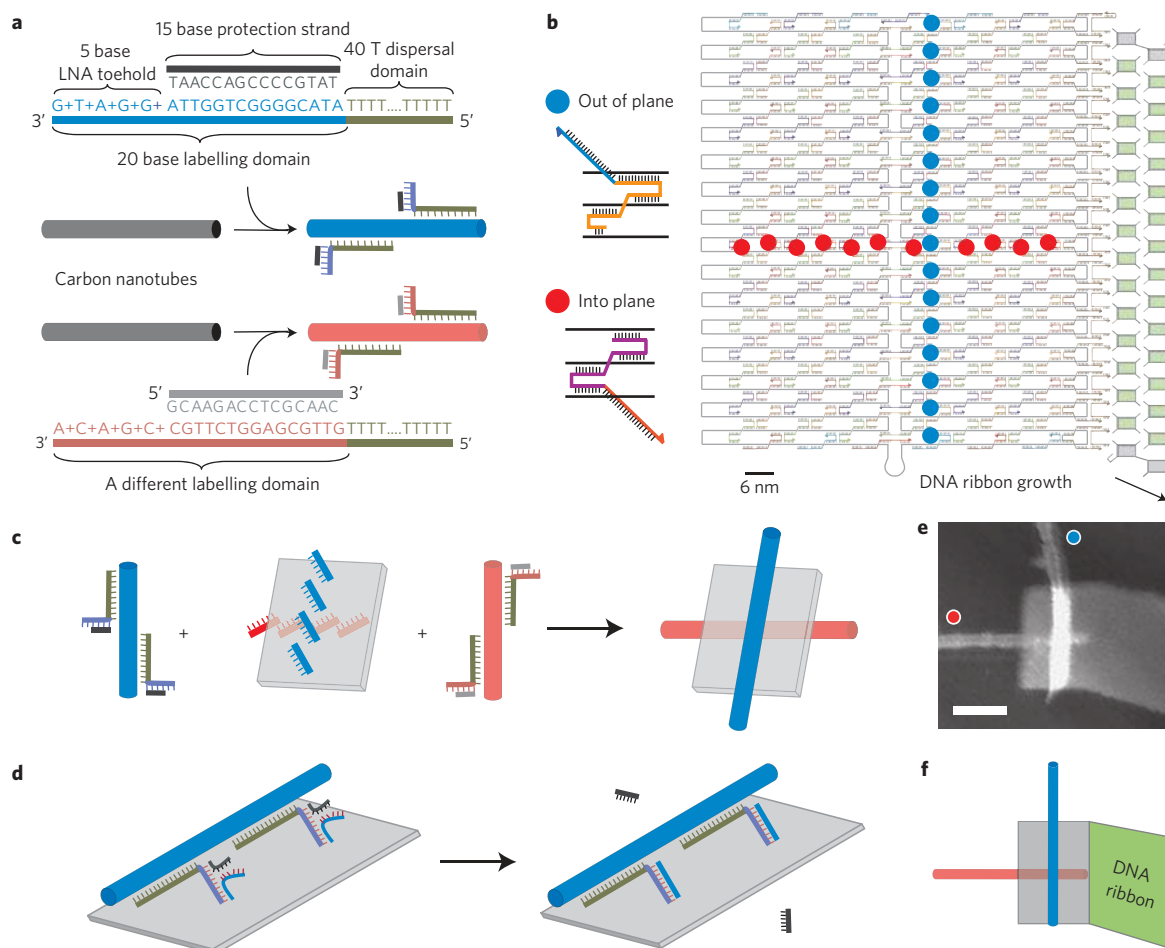 a
15 base protection strand
5 base
LNA toehold
40 T dispersal
domain
TAACCAGCCCCGTAT
G+T+A+G+G+ ATTGGTCGGGGCATA TTTT....TTTTT
3′ 5′
20 base labelling domain
Carbon nanotubes
5′ 3′
GCAAGACCTCGCAAC
A+C+A+G+C+ CGTTCTGGAGCGTTG TTTT....TTTTT
3′ 5′
A different labelling domain
b
Out of plane
Into plane
6 nm
DNA ribbon growth
c
+ +
d
e
f
DNA
ribbon